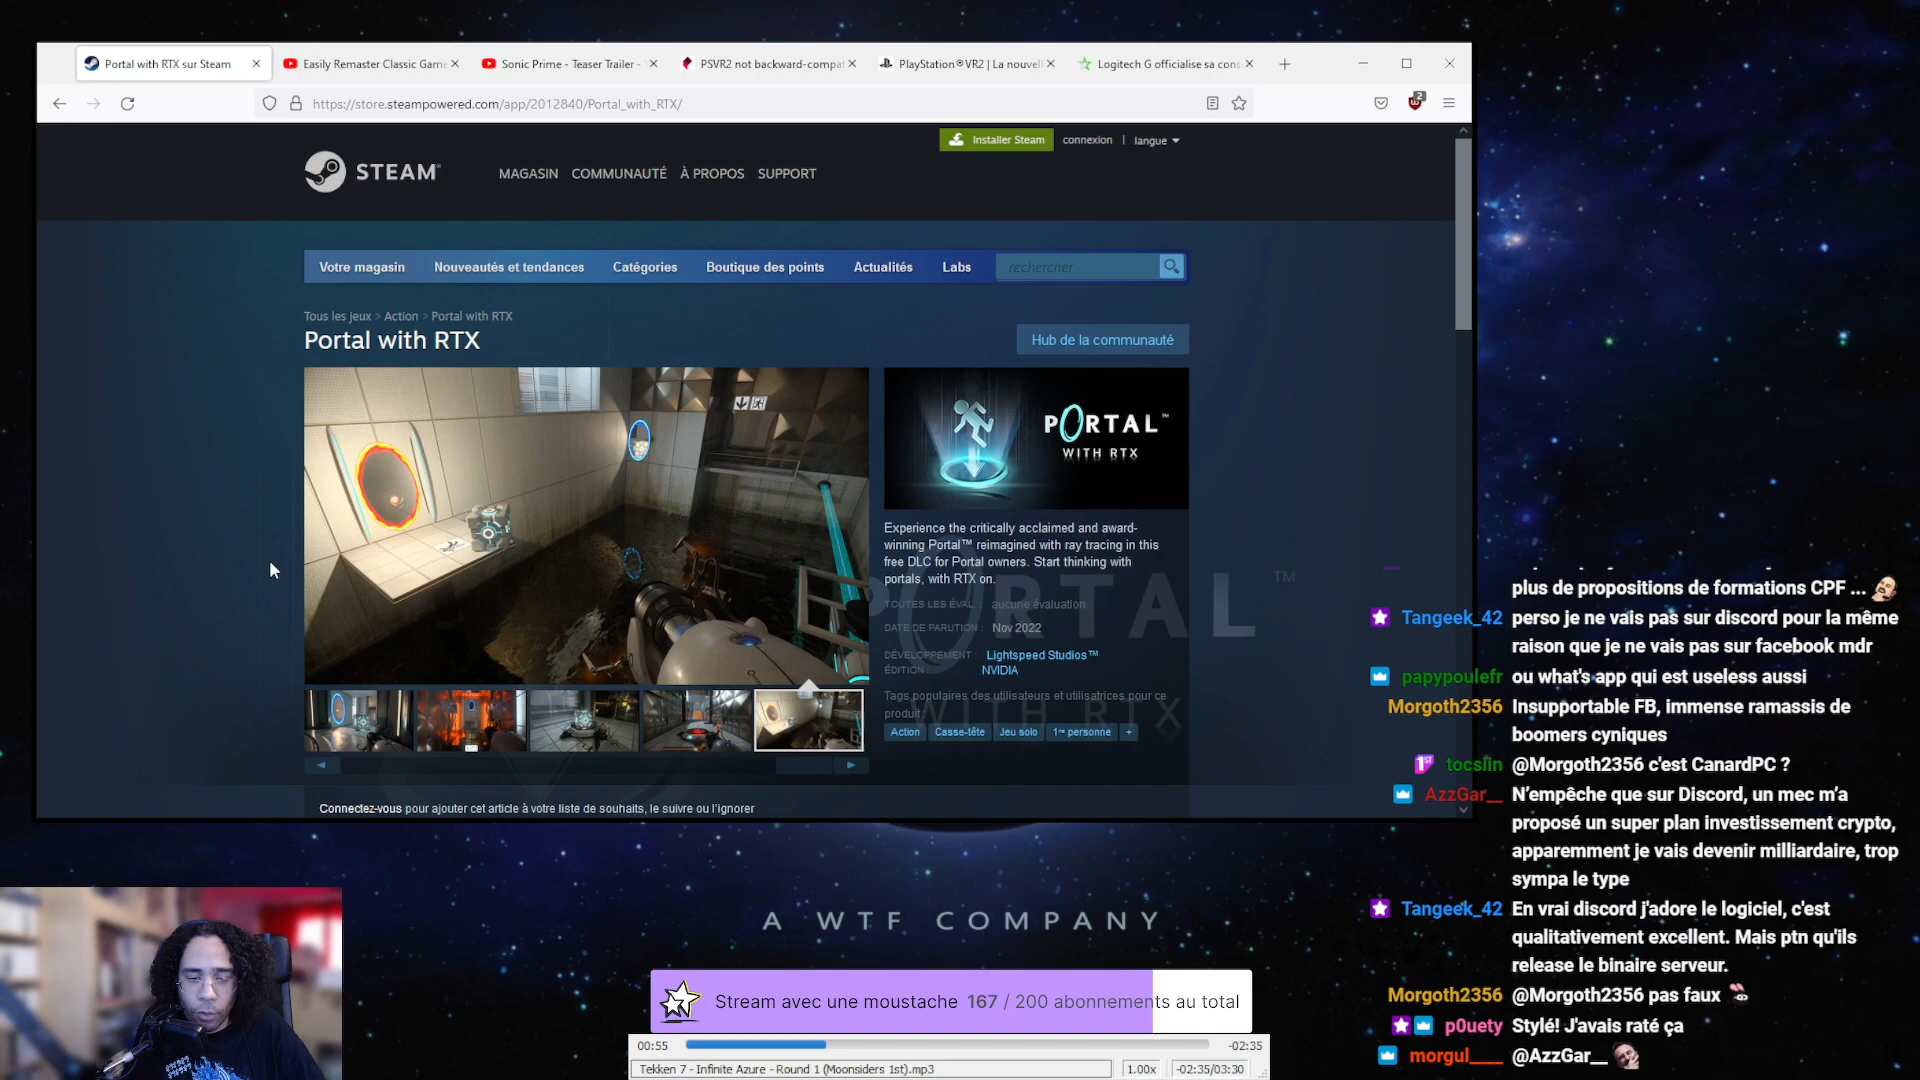 Portal with RTX sur Steam
Easily Remaster Classic Game
Sonic Prime - Teaser Trailer -
PSVR2 not backward-compat
PlayStation®VR2 | La nouvell
Logitech G officialise sa cons
https://store.steampowered.com/app/2012840/Portal_with_RTX/
2
Installer Steam connexion | langue
STEAM®
MAGASIN COMMUNAUTÉ À PROPOS SUPPORT
Votre magasin Nouveautés et tendances Catégories Boutique des points Actualités Labs rechercher
Tous les jeux > Action > Portal with RTX
Portal with RTX
Hub de la communauté
PORTAL™
WITH RTX
Experience the critically acclaimed and award-
winning Portal™ reimagined with ray tracing in this
free DLC for Portal owners. Start thinking with
portals, with RTX on.
TOUTES LES ÉVAL. : aucune évaluation
DATE DE PARUTION : Nov 2022
DÉVELOPPEMENT : Lightspeed Studios™
ÉDITION : NVIDIA
Tags populaires des utilisateurs et utilisatrices pour ce
produit :
Action Casse-tête Jeu solo 1re personne +
PORTAL™
WITH RTX
Connectez-vous pour ajouter cet article à votre liste de souhaits, le suivre ou l'ignorer
plus de propositions de formations CPF ...
Tangeek_42 perso je ne vais pas sur discord pour la même
raison que je ne vais pas sur facebook mdr
papypoulefr ou what's app qui est useless aussi
Morgoth2356 Insupportable FB, immense ramassis de
boomers cyniques
1ST tocsiin @Morgoth2356 c'est CanardPC ?
AzzGar__ N'empêche que sur Discord, un mec m'a
proposé un super plan investissement crypto,
apparemment je vais devenir milliardaire, trop
sympa le type
Tangeek_42 En vrai discord j'adore le logiciel, c'est
qualitativement excellent. Mais ptn qu'ils
release le binaire serveur.
Morgoth2356 @Morgoth2356 pas faux
p0uety Stylé! J'avais raté ça
morgul____ @AzzGar__
A WTF COMPANY
Stream avec une moustache 167 / 200 abonnements au total
00:55 -02:35
Tekken 7 - Infinite Azure - Round 1 (Moonsiders 1st).mp3 1.00x -02:35/03:30